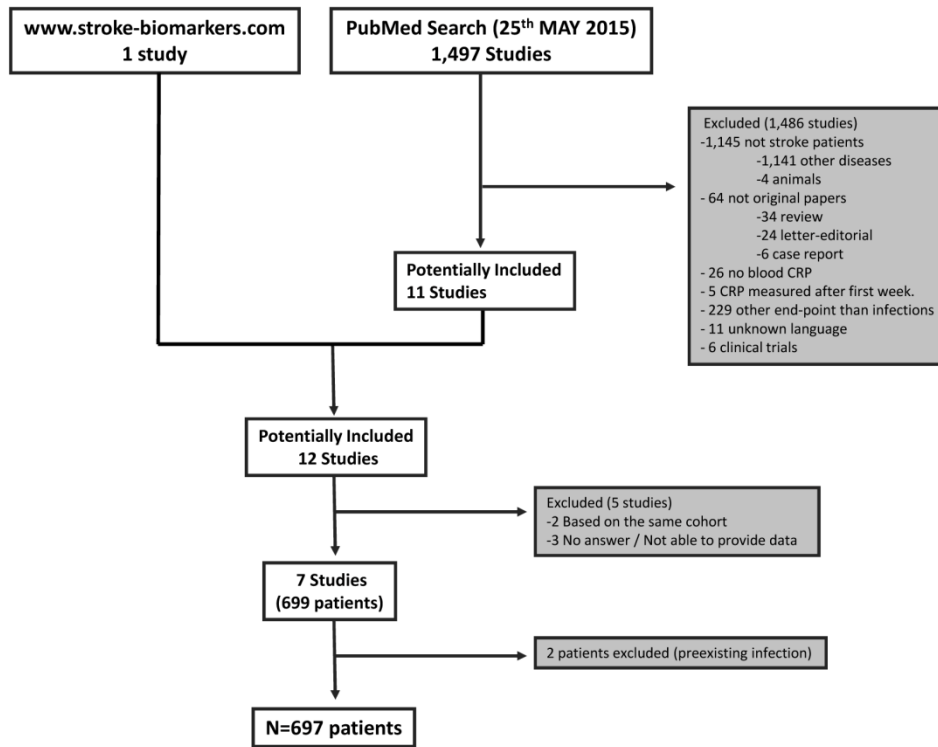 www.stroke-biomarkers.com
1 study
PubMed Search (25th MAY 2015)
1,497 Studies
Excluded (1,486 studies)
-1,145 not stroke patients
-1,141 other diseases
-4 animals
- 64 not original papers
-34 review
-24 letter-editorial
-6 case report
- 26 no blood CRP
- 5 CRP measured after first week.
- 229 other end-point than infections
- 11 unknown language
- 6 clinical trials
Potentially Included
11 Studies
Potentially Included
12 Studies
Excluded (5 studies)
-2 Based on the same cohort
-3 No answer / Not able to provide data
7 Studies
(699 patients)
2 patients excluded (preexisting infection)
N=697 patients